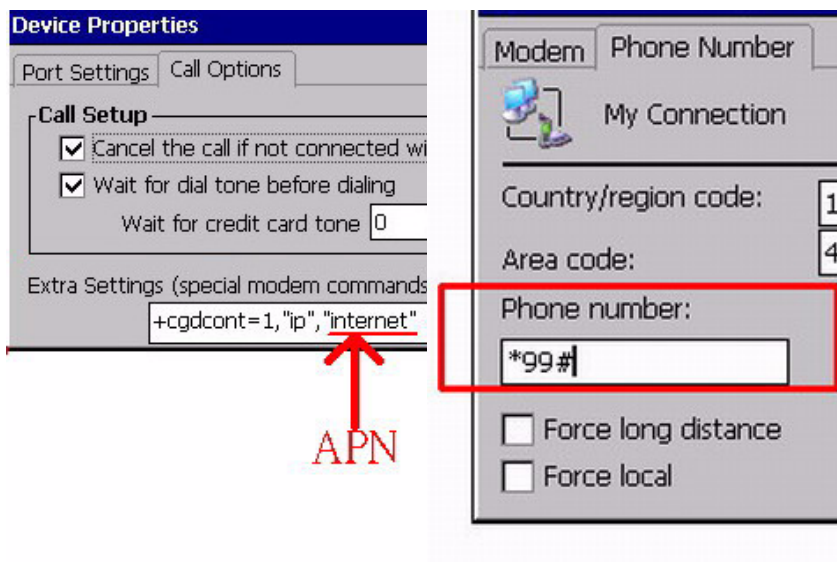 Device Properties
Port Settings
Call Options
Call Setup
Cancel the call if not connected
Wait for dial tone before dialing
Wait for credit card tone 0
Extra Settings (special modem commands
+cgdcont=1,"ip","internet"
APN
Modem
Phone Number
My Connection
Country/region code: 1
Area code: 4
Phone number:
*99#
Force long distance
Force local